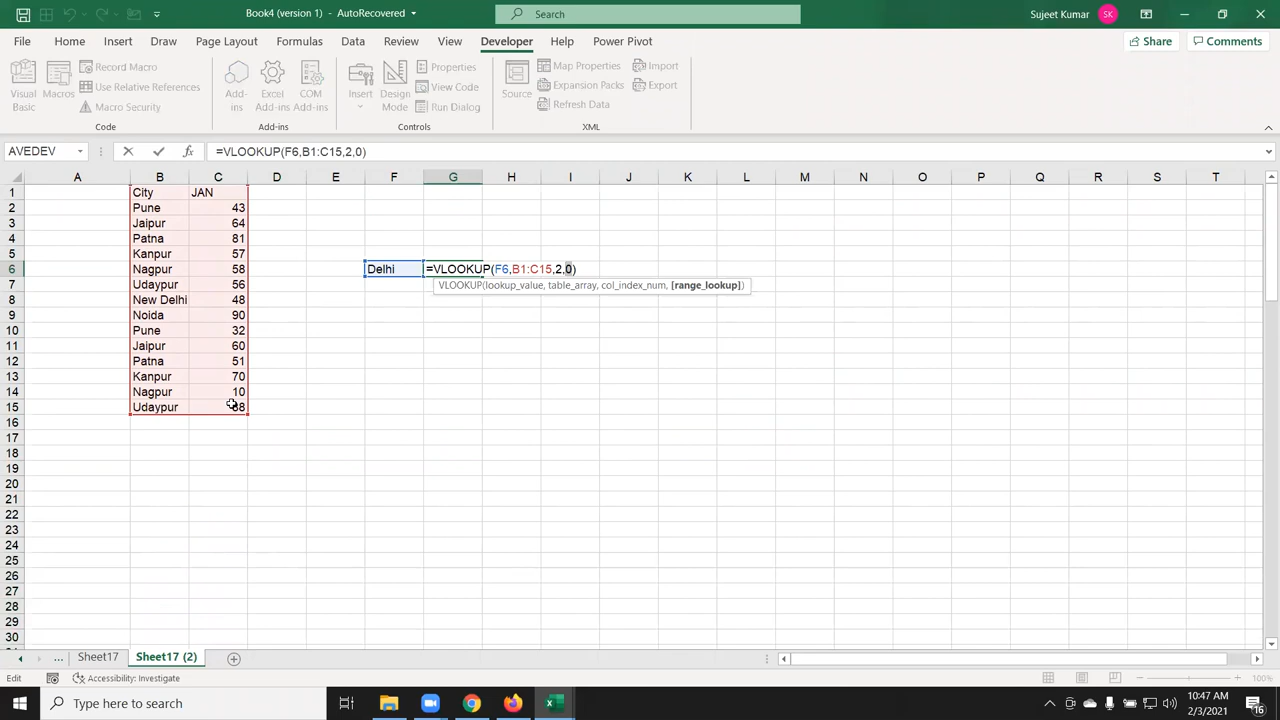 Book4 (version 1) - AutoRecovered
Search
Sujeet Kumar
SK
File Home Insert Draw Page Layout Formulas Data Review View Developer Help Power Pivot
Share
Comments
Visual Basic
Macros
Record Macro
Use Relative References
Macro Security
Code
Add-ins
Excel Add-ins
COM Add-ins
Add-ins
Insert
Design Mode
Properties
View Code
Run Dialog
Controls
Source
Map Properties
Expansion Packs
Refresh Data
Import
Export
XML
AVEDEV
fx
=VLOOKUP(F6,B1:C15,2,0)
A B C D E F G H I J K L M N O P Q R S T
1 City JAN
2 Pune 43
3 Jaipur 64
4 Patna 81
5 Kanpur 57
6 Nagpur 58 Delhi =VLOOKUP(F6,B1:C15,2,0)
7 Udaypur 56
VLOOKUP(lookup_value, table_array, col_index_num, [range_lookup])
8 New Delhi 48
9 Noida 90
10 Pune 32
11 Jaipur 60
12 Patna 51
13 Kanpur 70
14 Nagpur 10
15 Udaypur
16
17
18
19
20
21
22
23
24
25
26
27
28
29
30
... Sheet17 Sheet17 (2)
Edit
Accessibility: Investigate
100%
Type here to search
10:47 AM
2/3/2021
16